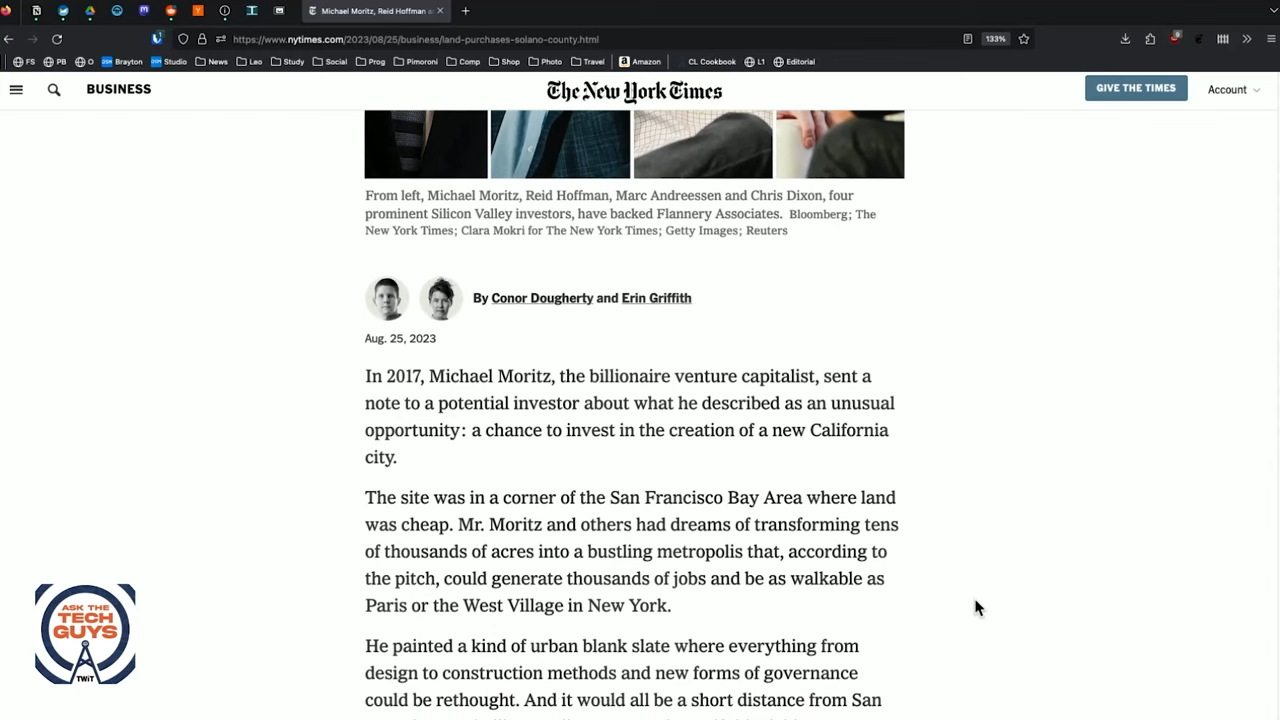 Michael Moritz, Reid Hoffman a
https://www.nytimes.com/2023/08/25/business/land-purchases-solano-county.html
133%
9
FS PB O Brayton Studio News Leo Study Social Prog Pimoroni Comp Shop Photo Travel Amazon CL Cookbook L1 Editorial
BUSINESS The New York Times GIVE THE TIMES Account
From left, Michael Moritz, Reid Hoffman, Marc Andreessen and Chris Dixon, four
prominent Silicon Valley investors, have backed Flannery Associates. Bloomberg; The
New York Times; Clara Mokri for The New York Times; Getty Images; Reuters
By Conor Dougherty and Erin Griffith
Aug. 25, 2023
In 2017, Michael Moritz, the billionaire venture capitalist, sent a
note to a potential investor about what he described as an unusual
opportunity: a chance to invest in the creation of a new California
city.
The site was in a corner of the San Francisco Bay Area where land
was cheap. Mr. Moritz and others had dreams of transforming tens
of thousands of acres into a bustling metropolis that, according to
the pitch, could generate thousands of jobs and be as walkable as
Paris or the West Village in New York.
He painted a kind of urban blank slate where everything from
design to construction methods and new forms of governance
could be rethought. And it would all be a short distance from San
ASK THE
TECH
GUYS
TWiT